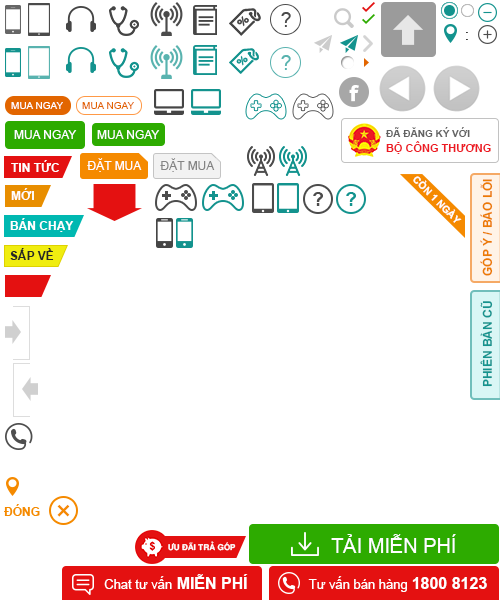 MUA NGAY
MUA NGAY
MUA NGAY
MUA NGAY
TIN TỨC
ĐẶT MUA
ĐẶT MUA
MỚI
BÁN CHẠY
SẮP VỀ
ĐÃ ĐĂNG KÝ VỚI
BỘ CÔNG THƯƠNG
CÒN 1 NGÀY
GÓP Ý / BÁO LỖI
PHIÊN BẢN CŨ
ĐÓNG
ƯU ĐÃI TRẢ GÓP
TẢI MIỄN PHÍ
Chat tư vấn MIỄN PHÍ
Tư vấn bán hàng 1800 8123